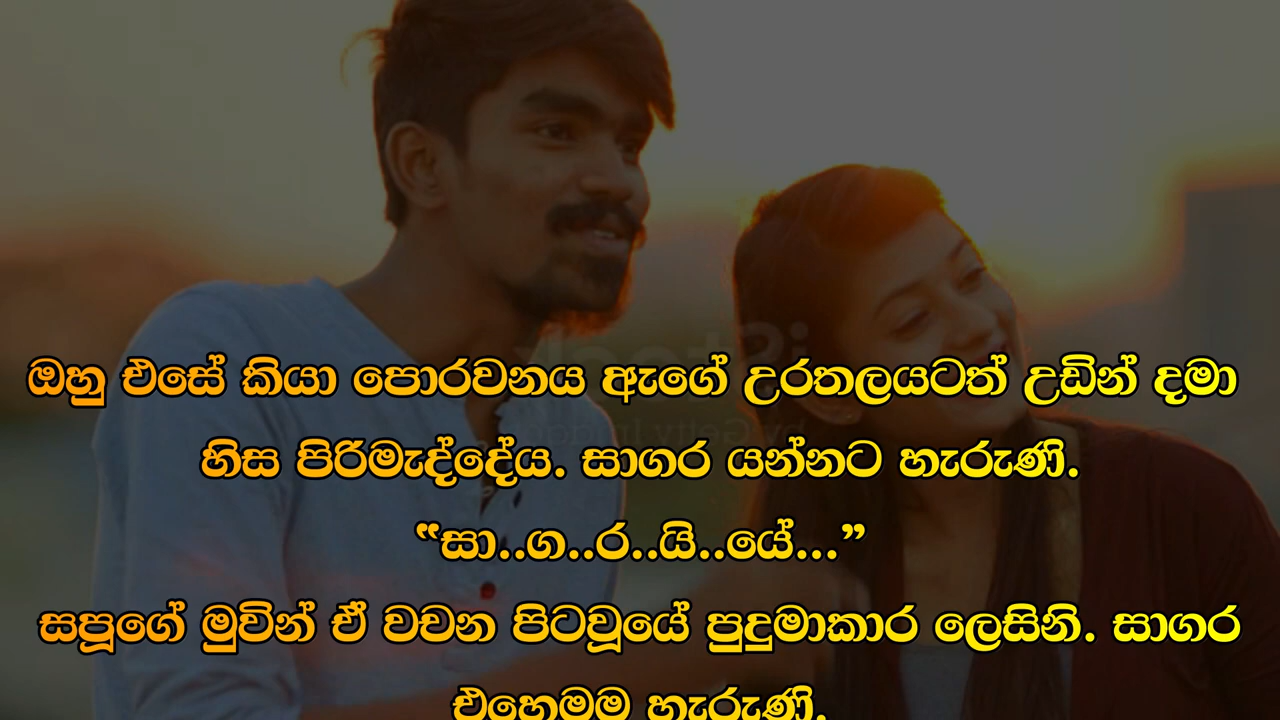 ඔහු එසේ කියා පොරවනය ඇගේ උරතලයටත් උඩින් දමා
හිස පිරිමැද්දේය. සාගර යන්නට හැරුණි.
“සා..ග..ර..යි..යේ...”
සපූගේ මුවින් ඒ වචන පිටවූයේ පුදුමාකාර ලෙසිනි. සාගර
එහෙමම හැරුණි.